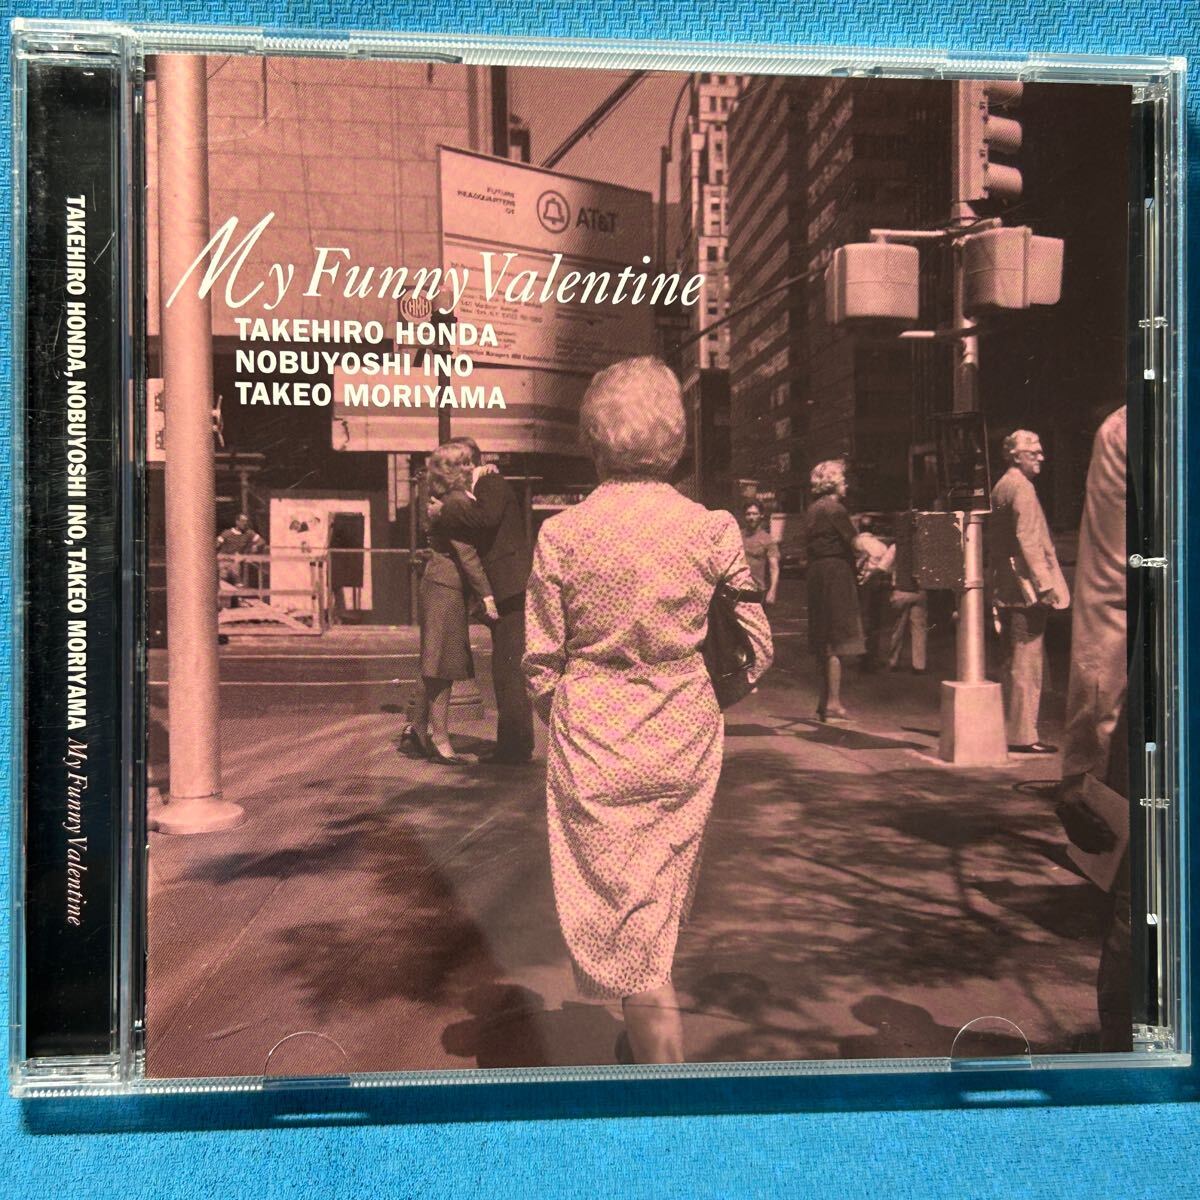 TAKEHIRO HONDA, NOBUYOSHI INO, TAKEO MORIYAMA My Funny Valentine
FUTURE
HEADQUARTERS
OF
AT&T
My Funny Valentine
TAKEHIRO HONDA
NOBUYOSHI INO
TAKEO MORIYAMA